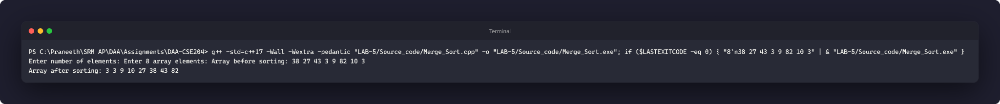 Terminal
PS C:\Praneeth\SRM AP\DAA\Assignments\DAA-CSE204> g++ -std=c++17 -Wall -Wextra -pedantic "LAB-5/Source_code/Merge_Sort.cpp" -o "LAB-5/Source_code/Merge_Sort.exe"; if ($LASTEXITCODE -eq 0) { "8`n38 27 43 3 9 82 10 3" | & "LAB-5/Source_code/Merge_Sort.exe" }
Enter number of elements: Enter 8 array elements: Array before sorting: 38 27 43 3 9 82 10 3
Array after sorting: 3 3 9 10 27 38 43 82